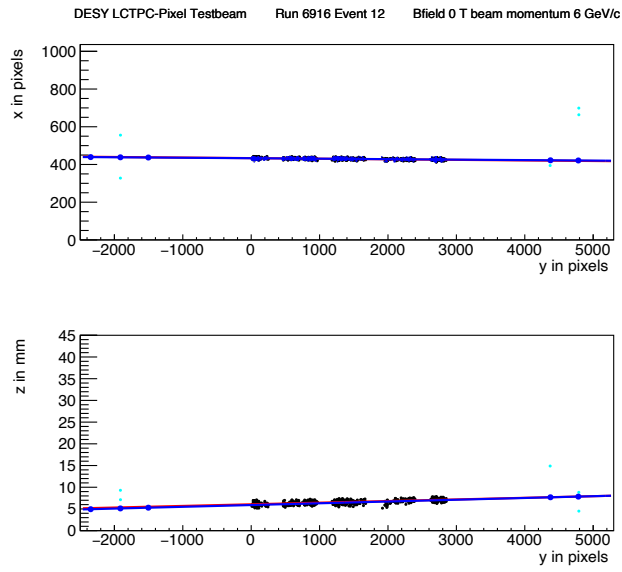 DESY LCTPC-Pixel Testbeam Run 6916 Event 12 Bfield 0 T beam momentum 6 GeV/c
x in pixels
1000
800
600
400
200
0
−2000 −1000 0 1000 2000 3000 4000 5000
y in pixels
z in mm
45
40
35
30
25
20
15
10
5
0
−2000 −1000 0 1000 2000 3000 4000 5000
y in pixels